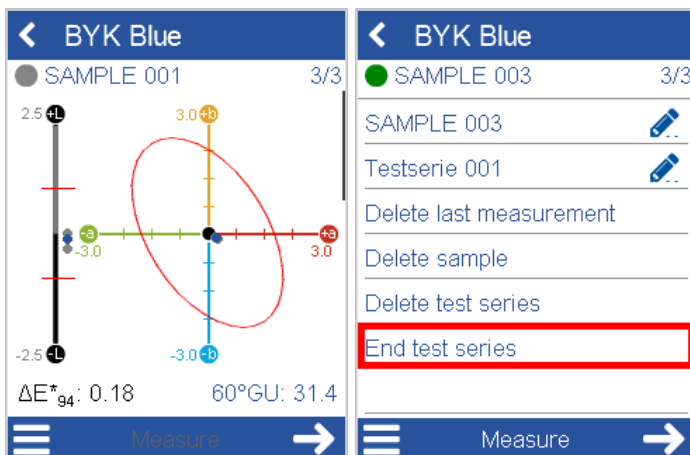 BYK Blue
SAMPLE 001 3/3
2.5 +L 3.0 +b
-a +a
-3.0 3.0
-2.5 -L -3.0 -b
ΔE*94: 0.18 60°GU: 31.4
Measure
BYK Blue
SAMPLE 003 3/3
SAMPLE 003
Testserie 001
Delete last measurement
Delete sample
Delete test series
End test series
Measure